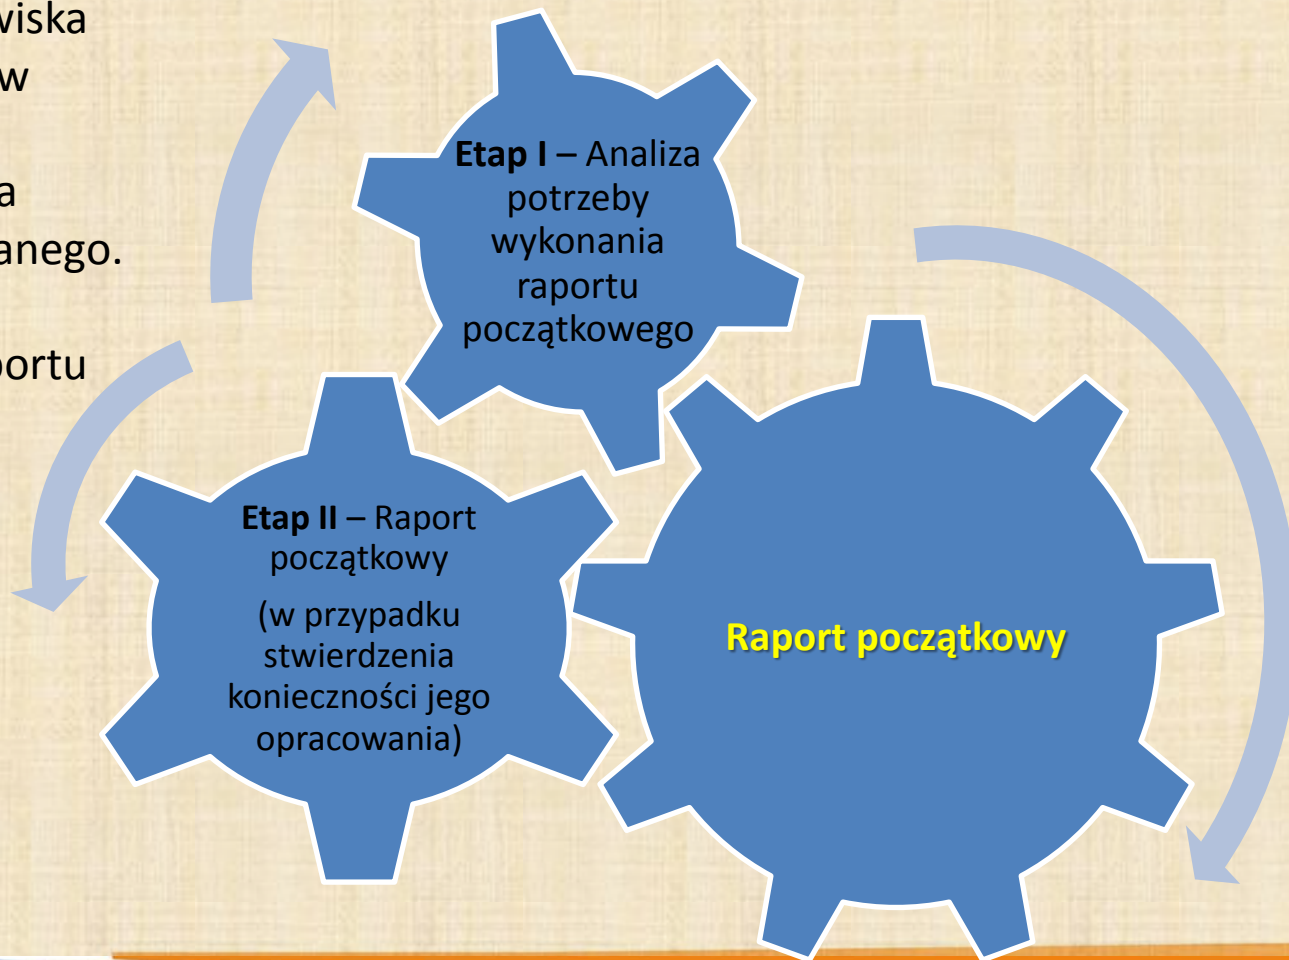 w
a
Etap I – Analiza
potrzeby
wykonania
raportu
początkowego
Etap II – Raport
początkowy
(w przypadku
stwierdzenia
konieczności jego
opracowania)
Raport początkowy